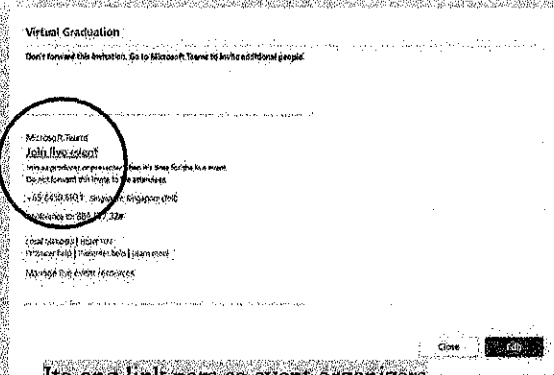 Virtual Graduation
Don't forward this invitation. Go to Microsoft Teams to invite additional people.
Microsoft Teams
Join live event
Join as producer or presenter when it's time for the live event.
Do not forward this invite to the attendees.
Singapore, Singapore (Toll)
Conference ID:
Local numbers | Reset PIN
Producer help | Presenter help | Learn more
Manage live event resources
Close
Edit